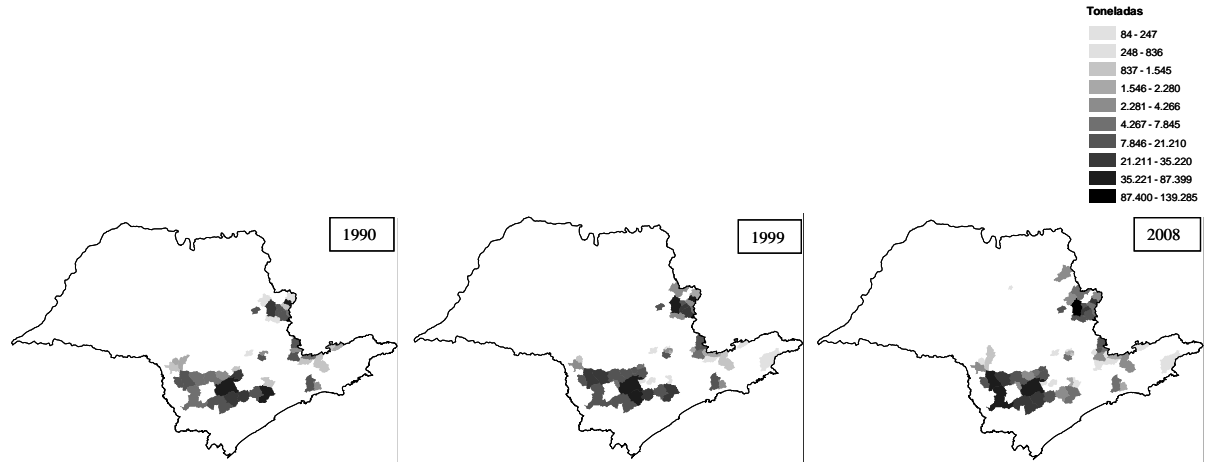 Toneladas
84 - 247
248 - 836
837 - 1.545
1.546 - 2.280
2.281 - 4.266
4.267 - 7.845
7.846 - 21.210
21.211 - 35.220
35.221 - 87.399
87.400 - 139.285
1990
1999
2008